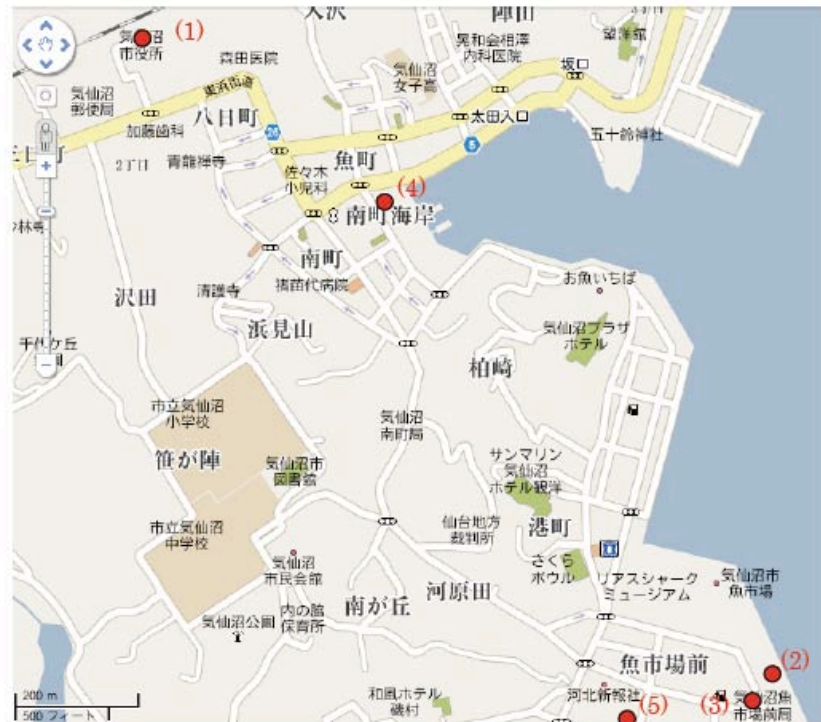 大沢
陣山
(1)
気仙沼
市役所
森田医院
晃和会相澤
内科医院
望洋館
気仙沼
女子高
坂口
気仙沼
郵便局
東浜街道
八日町
26
太田入口
5
加藤歯科
五十鈴神社
2丁目
青龍禅寺
魚町
佐々木
小児科
(4)
南町海岸
南町
お魚いちば
沢田
清護寺
猪苗代病院
浜見山
気仙沼プラザ
ホテル
柏崎
市立気仙沼
小学校
気仙沼
南町局
笹が陣
気仙沼市
図書館
サンマリン
気仙沼
ホテル観洋
市立気仙沼
中学校
仙台地方
裁判所
港町
気仙沼
市民会館
さくら
ボウル
リアスシャーク
ミュージアム
気仙沼市
魚市場
河原田
南が丘
気仙沼公園
内の脇
保育所
魚市場前
(2)
200 m
500 フィート
和風ホテル
磯村
河北新報社
(5)
(3)
気仙沼魚
市場前局